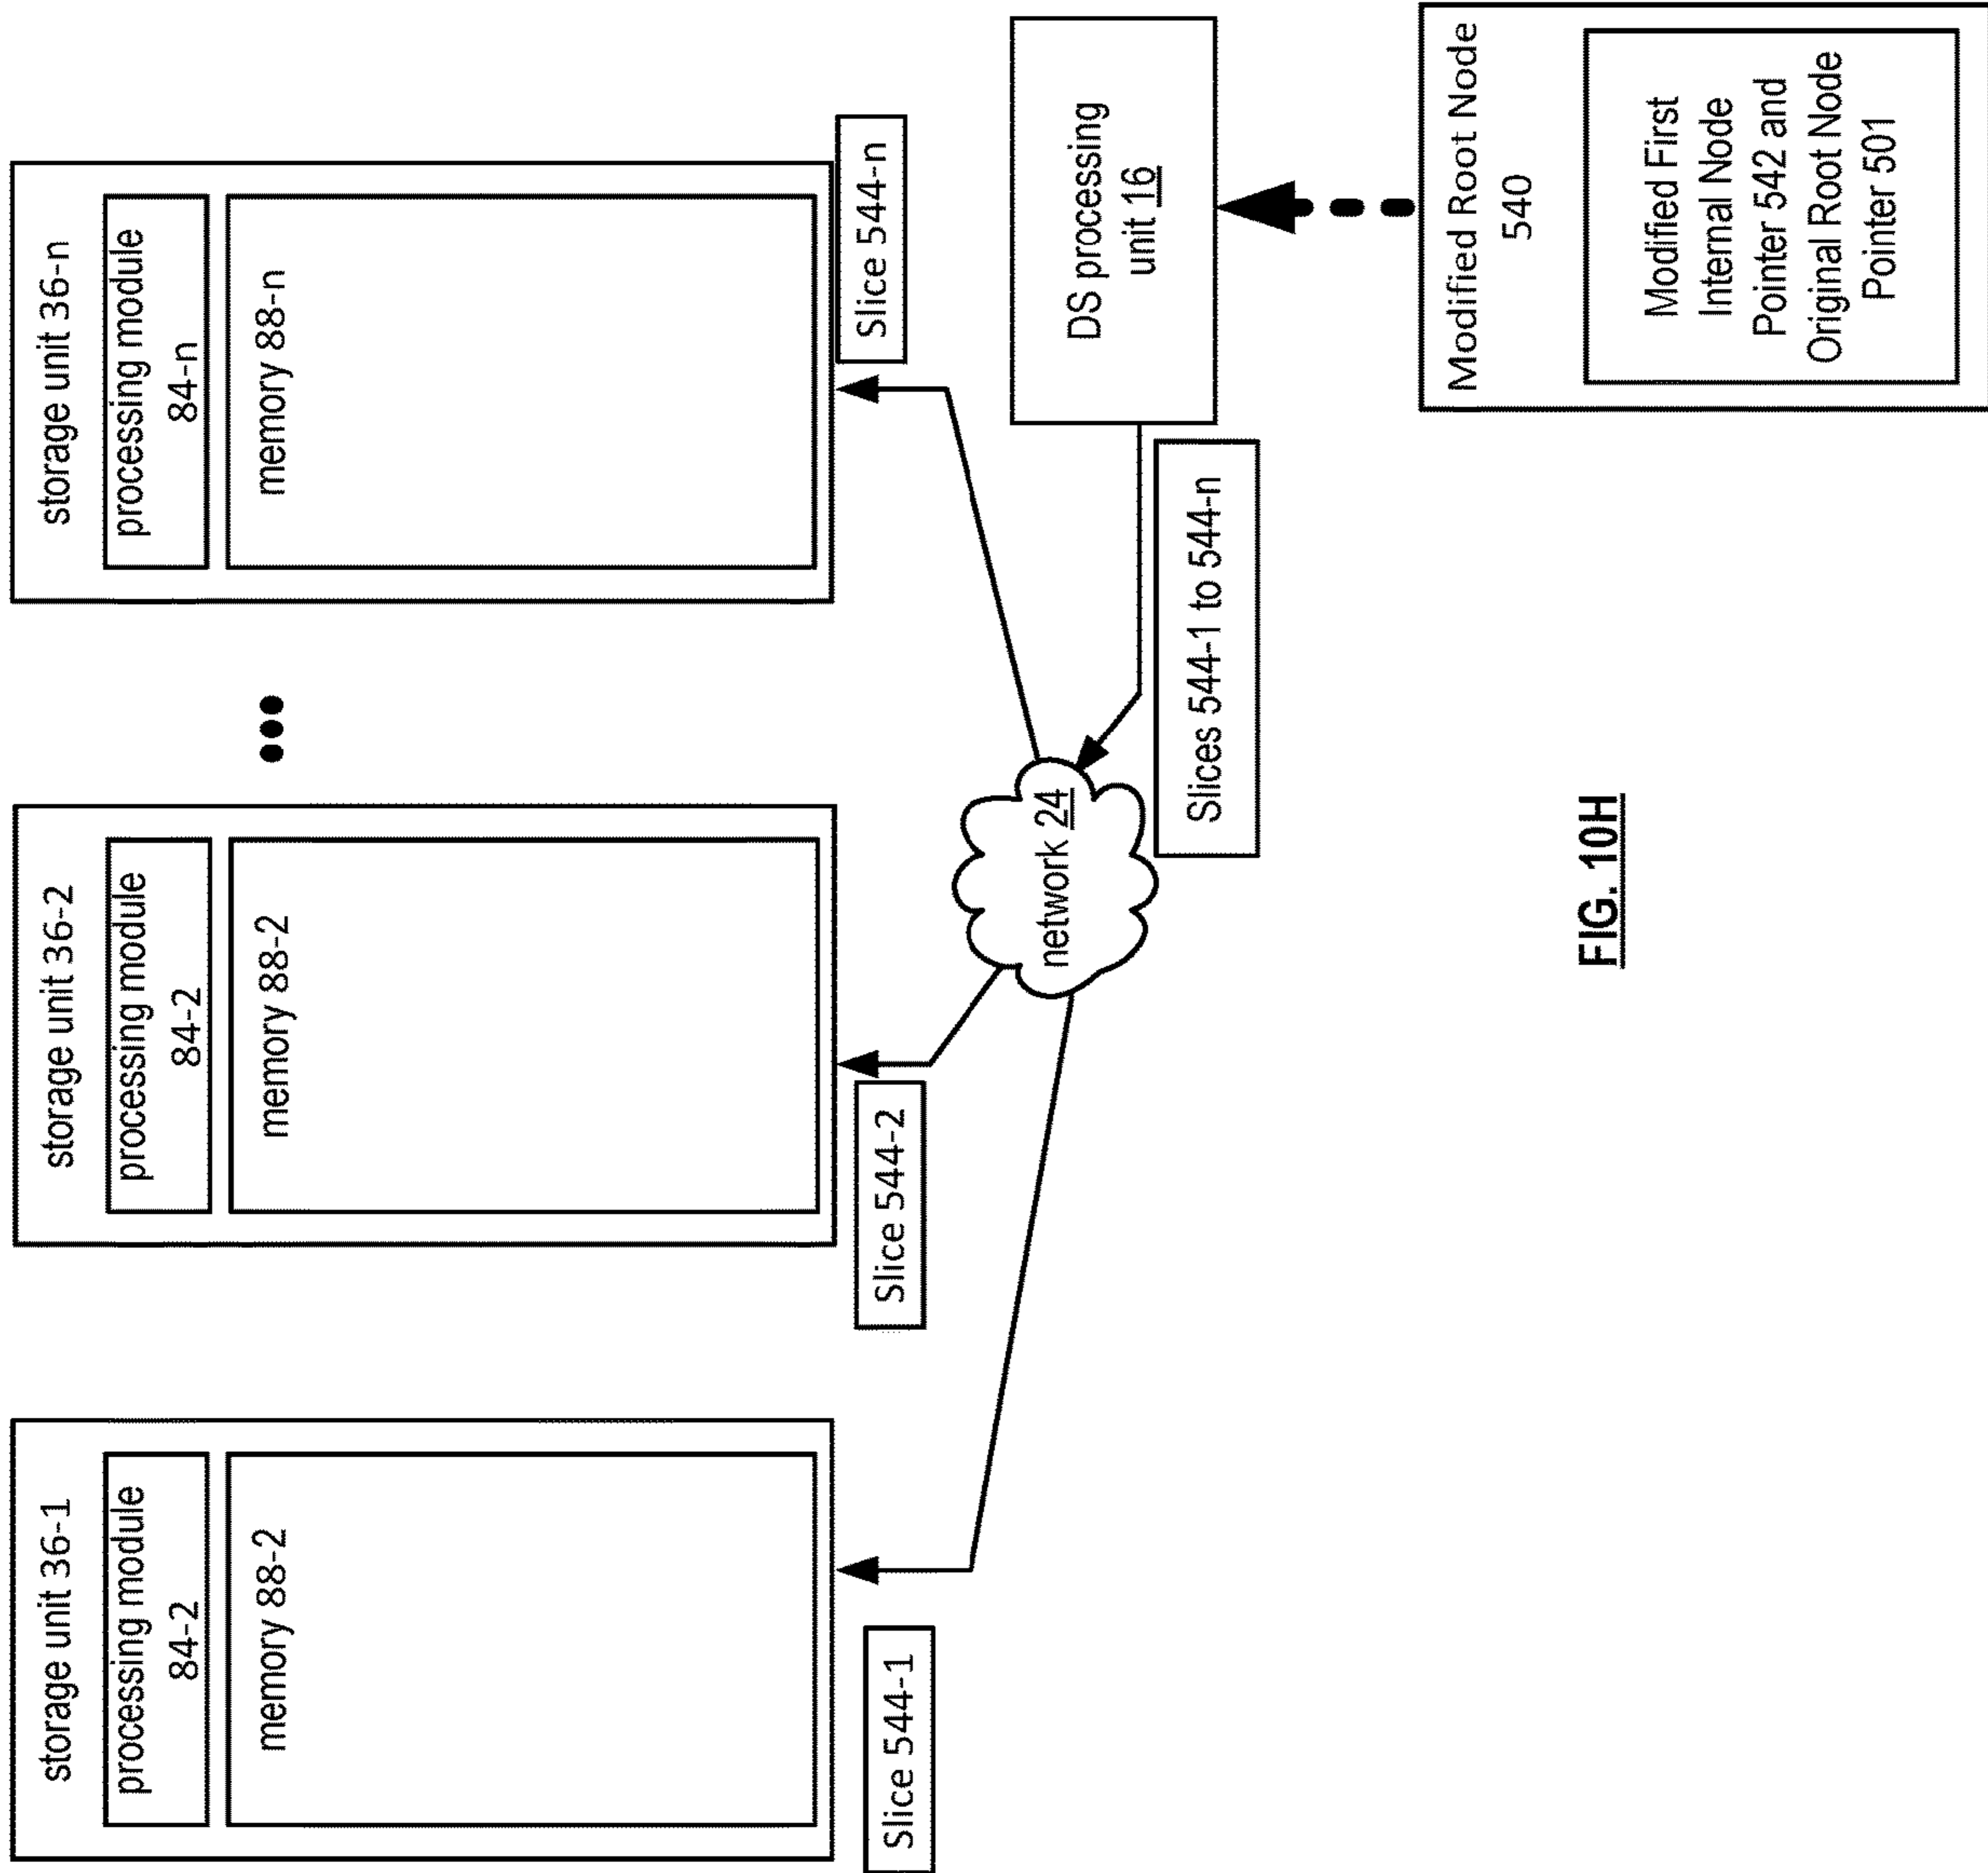 storage unit 36-1
processing module
84-2
memory 88-2
Slice 544-1
storage unit 36-2
processing module
84-2
memory 88-2
Slice 544-2
storage unit 36-n
processing module
84-n
memory 88-n
Slice 544-n
network 24
Slices 544-1 to 544-n
DS processing
unit 16
Modified Root Node
540
Modified First
Internal Node
Pointer 542 and
Original Root Node
Pointer 501
FIG. 10H